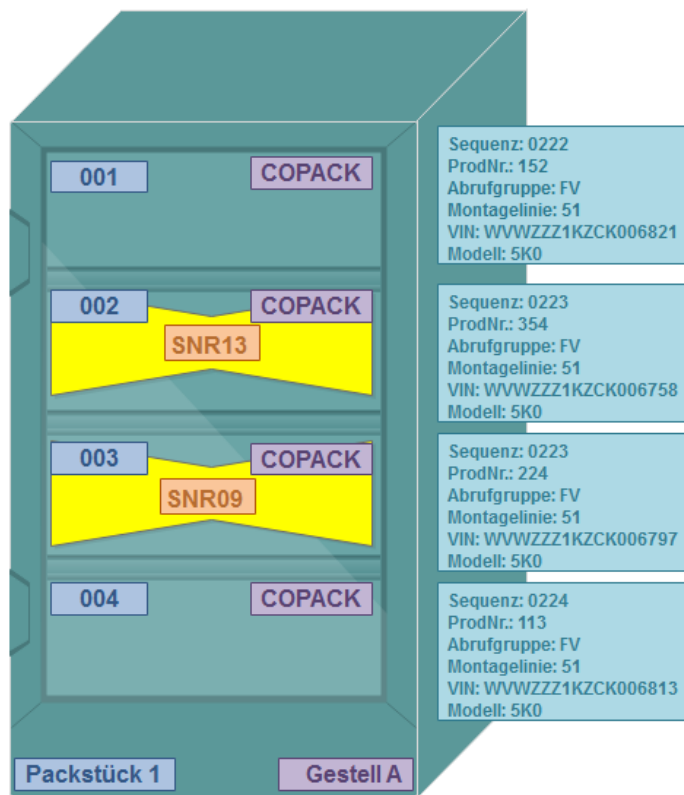 001 COPACK
002 COPACK
SNR13
003 COPACK
SNR09
004 COPACK
Packstück 1 Gestell A
Sequenz: 0222
ProdNr.: 152
Abrufgruppe: FV
Montagelinie: 51
VIN: WVWZZZ1KZCK006821
Modell: 5K0
Sequenz: 0223
ProdNr.: 354
Abrufgruppe: FV
Montagelinie: 51
VIN: WVWZZZ1KZCK006758
Modell: 5K0
Sequenz: 0223
ProdNr.: 224
Abrufgruppe: FV
Montagelinie: 51
VIN: WVWZZZ1KZCK006797
Modell: 5K0
Sequenz: 0224
ProdNr.: 113
Abrufgruppe: FV
Montagelinie: 51
VIN: WVWZZZ1KZCK006813
Modell: 5K0